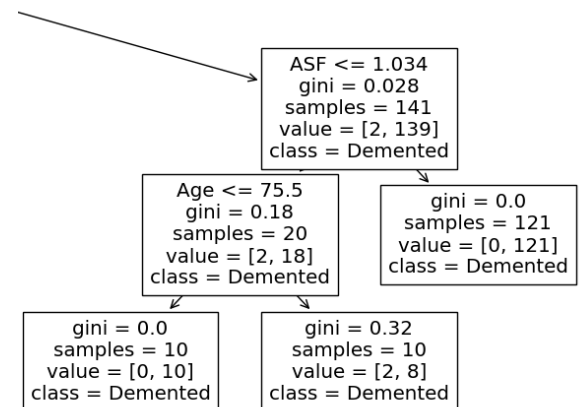 ASF <= 1.034
gini = 0.028
samples = 141
value = [2, 139]
class = Demented
Age <= 75.5
gini = 0.18
samples = 20
value = [2, 18]
class = Demented
gini = 0.0
samples = 121
value = [0, 121]
class = Demented
gini = 0.0
samples = 10
value = [0, 10]
class = Demented
gini = 0.32
samples = 10
value = [2, 8]
class = Demented